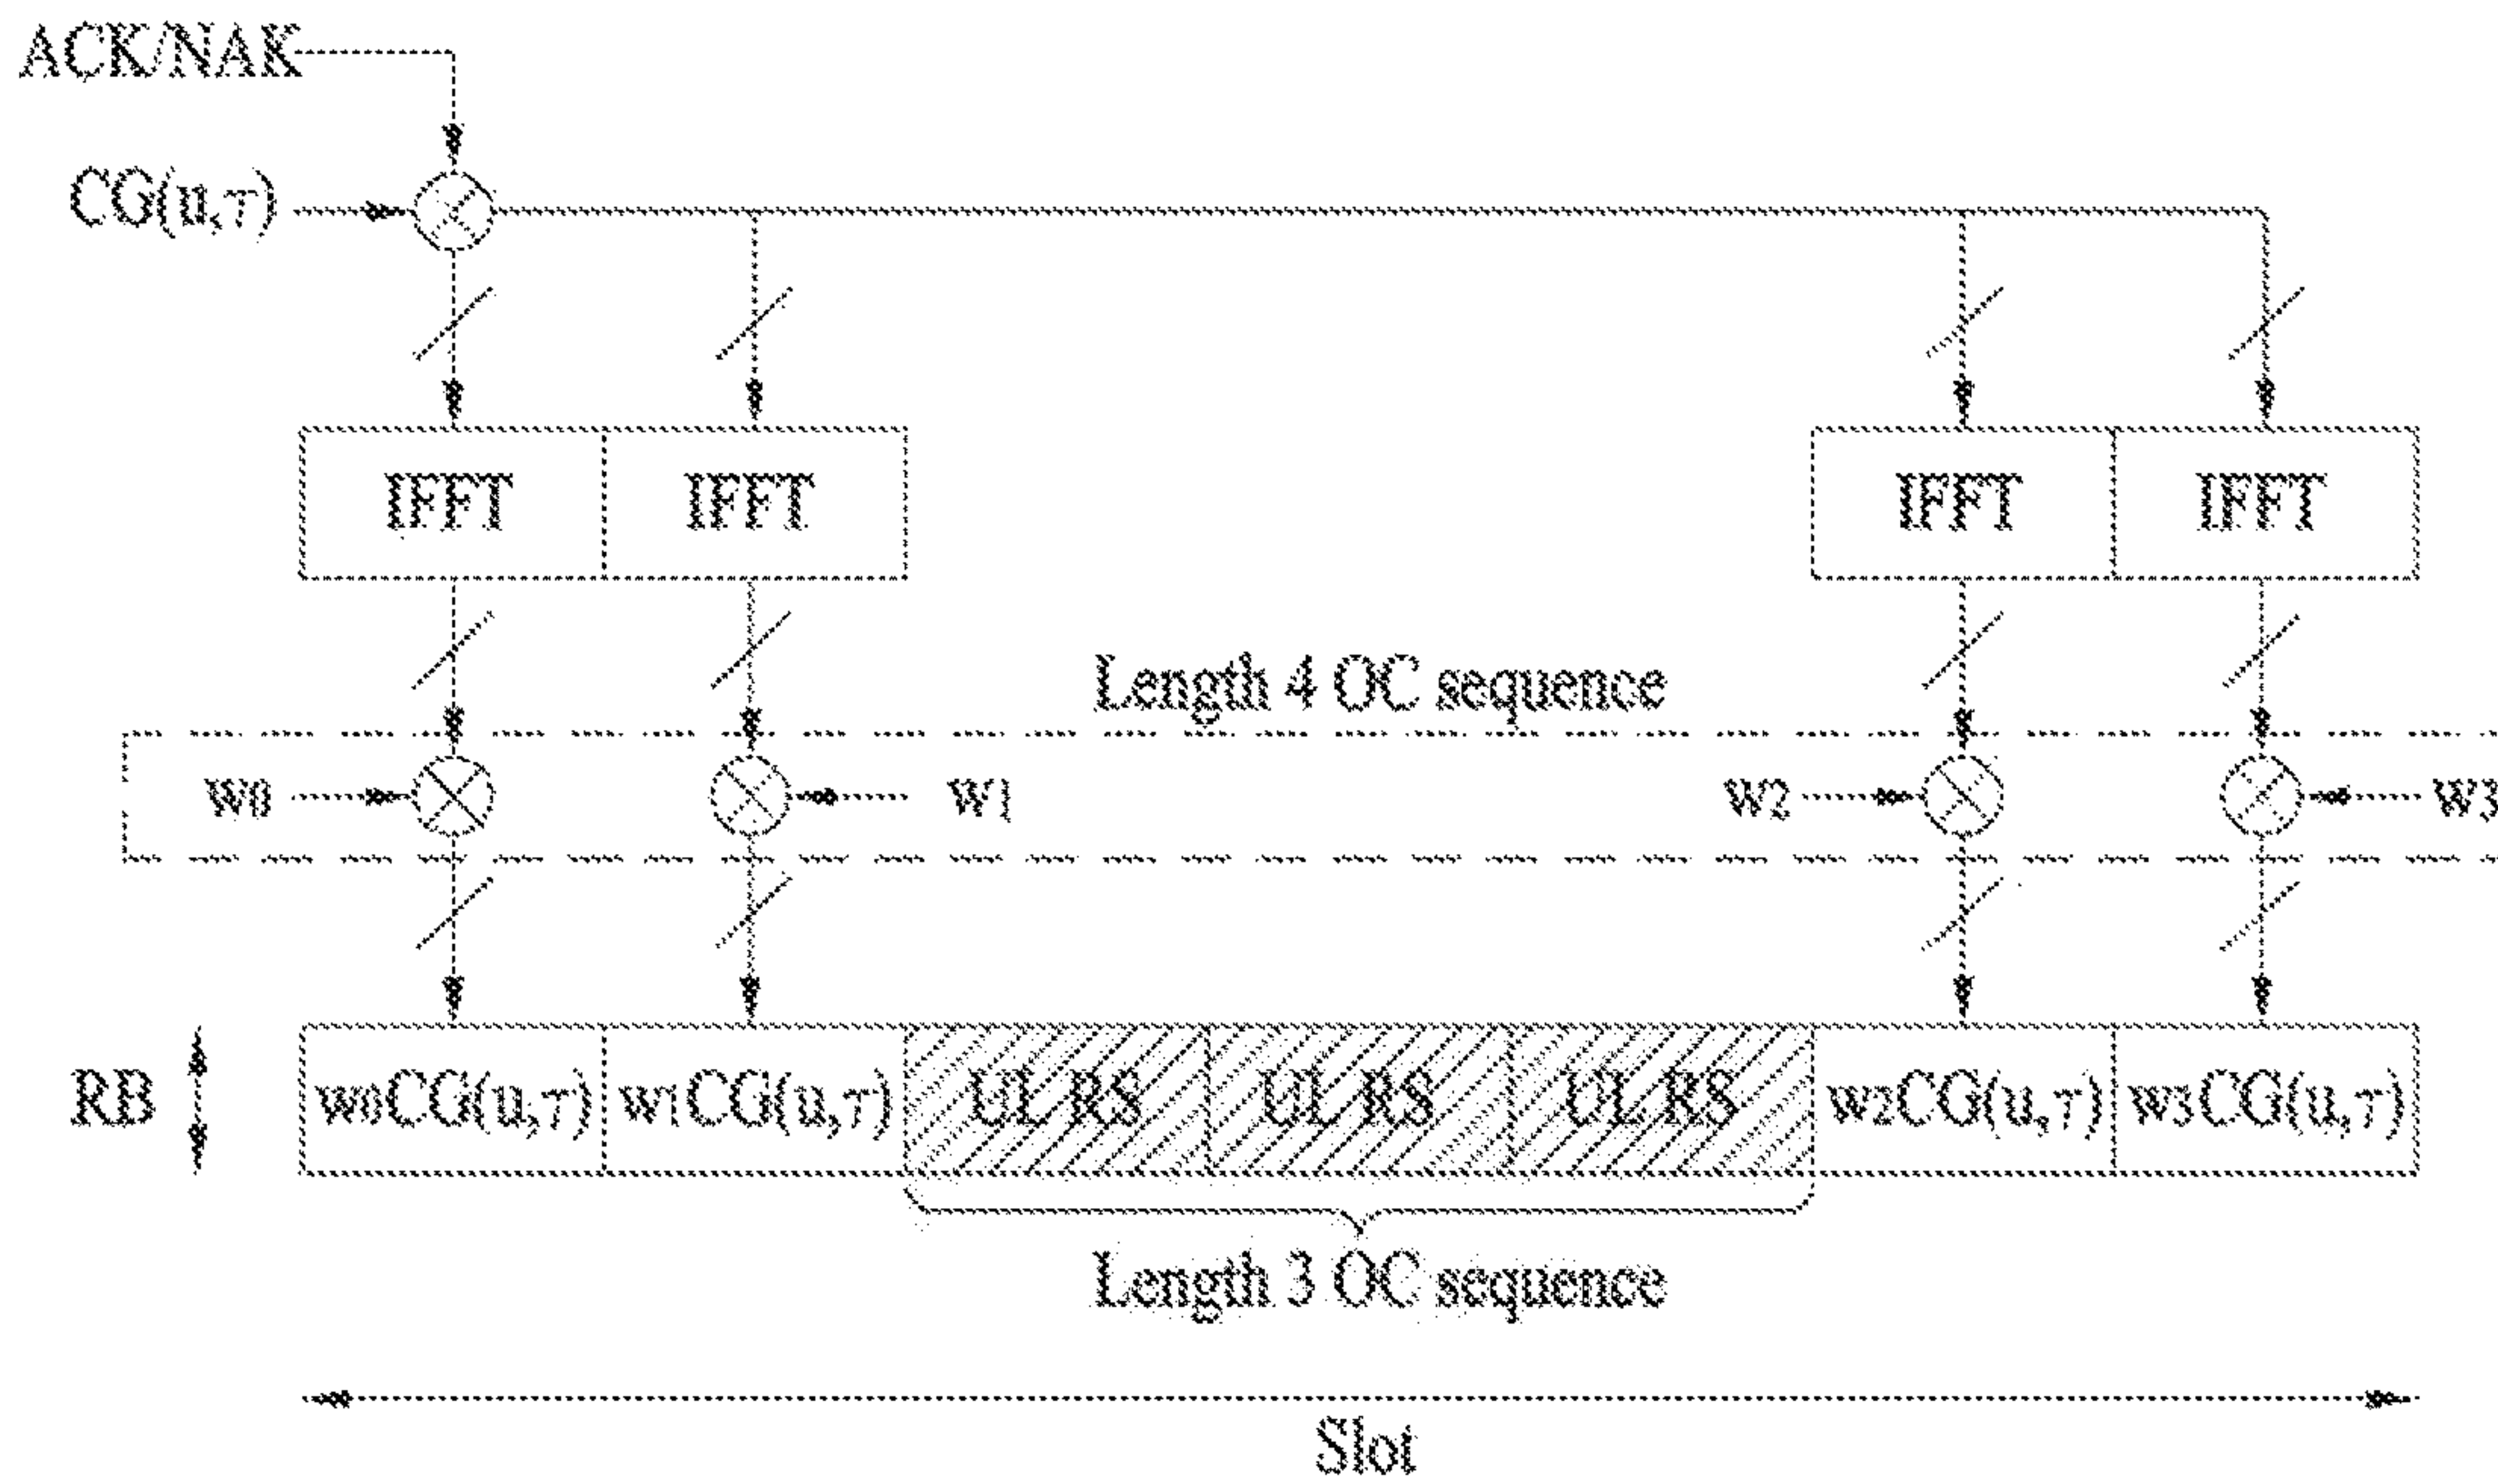 ACK/NAK
CG(u,τ)
IFFT IFFT IFFT IFFT
Length 4 OC sequence
w0 w1 w2 w3
RB w0CG(u,τ) w1CG(u,τ) UL RS UL RS UL RS w2CG(u,τ) w3CG(u,τ)
Length 3 OC sequence
Slot